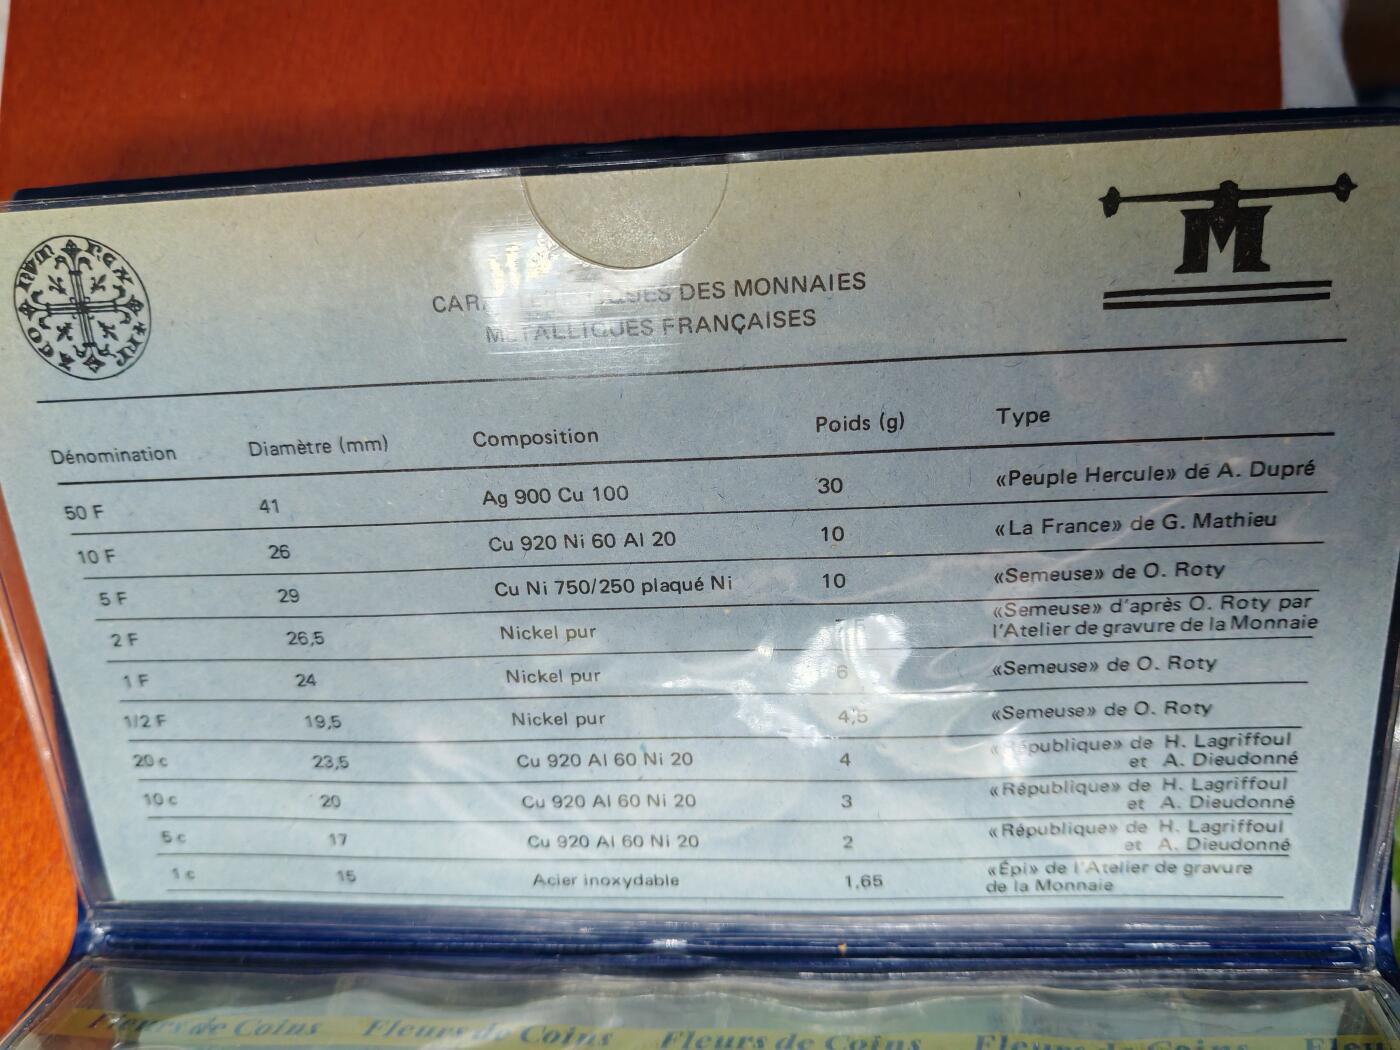 DES MONNAIES
MÉTALLIQUES FRANÇAISES
Dénomination Diamètre (mm) Composition Poids (g) Type
50 F 41 Ag 900 Cu 100 30 «Peuple Hercule» de A. Dupré
10 F 26 Cu 920 Ni 60 Al 20 10 «La France» de G. Mathieu
5 F 29 Cu Ni 750/250 plaqué Ni 10 «Semeuse» de O. Roty
2 F 26,5 Nickel pur 7,5 «Semeuse» d'après O. Roty par
l'Atelier de gravure de la Monnaie
1 F 24 Nickel pur 6 «Semeuse» de O. Roty
1/2 F 19,5 Nickel pur 4,5 «Semeuse» de O. Roty
20 c 23,5 Cu 920 Al 60 Ni 20 4 «République» de H. Lagriffoul
et A. Dieudonné
10 c 20 Cu 920 Al 60 Ni 20 3 «République» de H. Lagriffoul
et A. Dieudonné
5 c 17 Cu 920 Al 60 Ni 20 2 «République» de H. Lagriffoul
et A. Dieudonné
1 c 15 Acier inoxydable 1,65 «Épi» de l'Atelier de gravure
de la Monnaie
Fleurs de Coins Fleurs de Coins Fleurs de Coins Fleurs de Coins